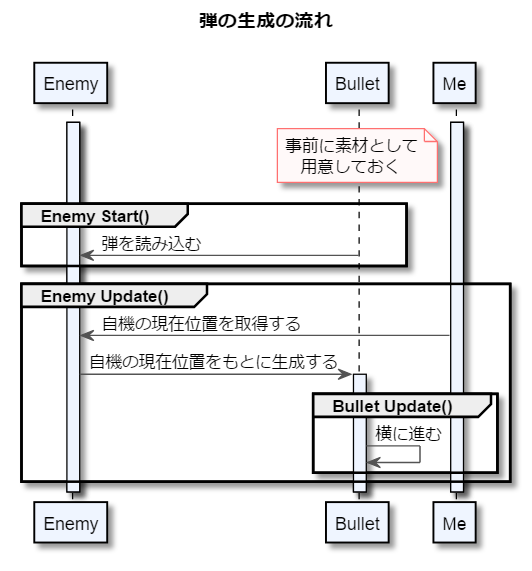 弾の生成の流れ
Enemy
Bullet
Me
事前に素材として
用意しておく
Enemy Start()
弾を読み込む
Enemy Update()
自機の現在位置を取得する
自機の現在位置をもとに生成する
Bullet Update()
横に進む
Enemy
Bullet
Me